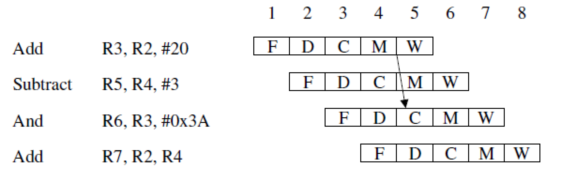 1 2 3 4 5 6 7 8
Add R3, R2, #20 F D C M W
Subtract R5, R4, #3 F D C M W
And R6, R3, #0x3A F D C M W
Add R7, R2, R4 F D C M W